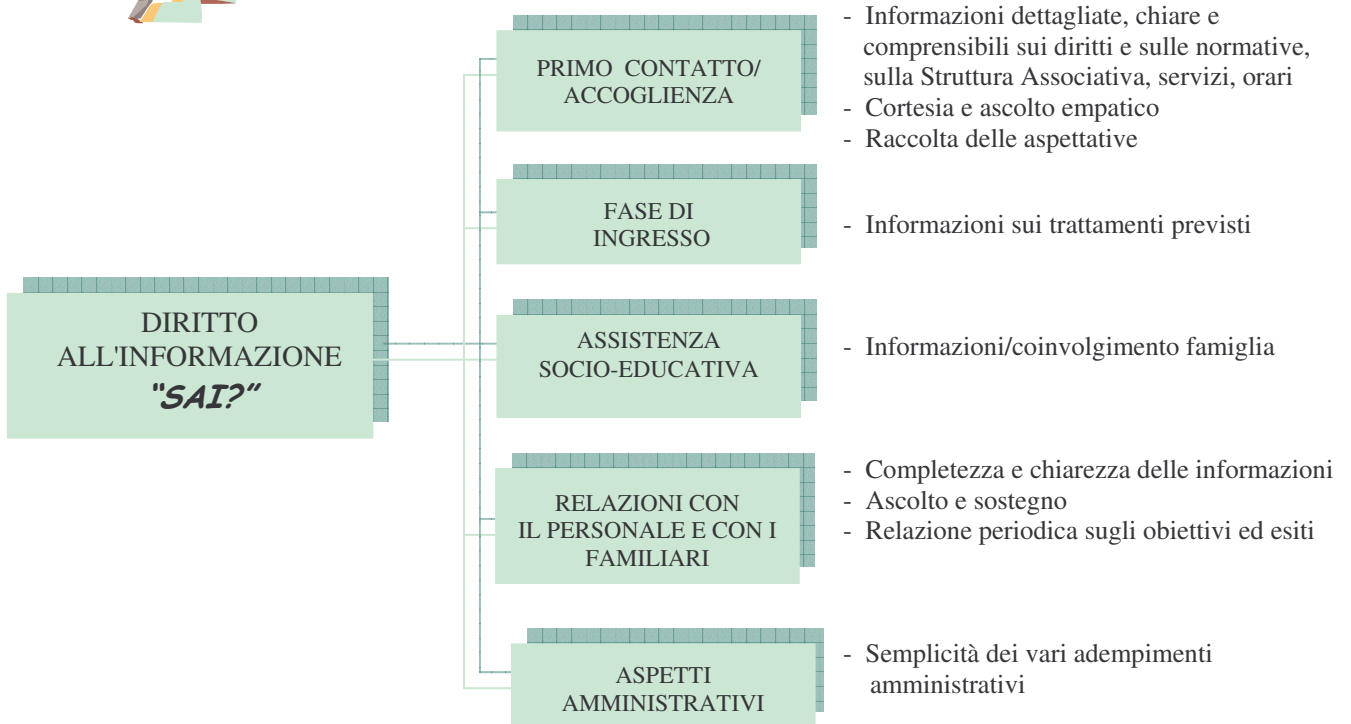 PRIMO CONTATTO/
ACCOGLIENZA
- Informazioni dettagliate, chiare e
comprensibili sui diritti e sulle normative,
sulla Struttura Associativa, servizi, orari
- Cortesia e ascolto empatico
- Raccolta delle aspettative
FASE DI
INGRESSO
- Informazioni sui trattamenti previsti
DIRITTO
ALL'INFORMAZIONE
“SAI?”
ASSISTENZA
SOCIO-EDUCATIVA
- Informazioni/coinvolgimento famiglia
RELAZIONI CON
IL PERSONALE E CON I
FAMILIARI
- Completezza e chiarezza delle informazioni
- Ascolto e sostegno
- Relazione periodica sugli obiettivi ed esiti
ASPETTI
AMMINISTRATIVI
- Semplicità dei vari adempimenti
amministrativi